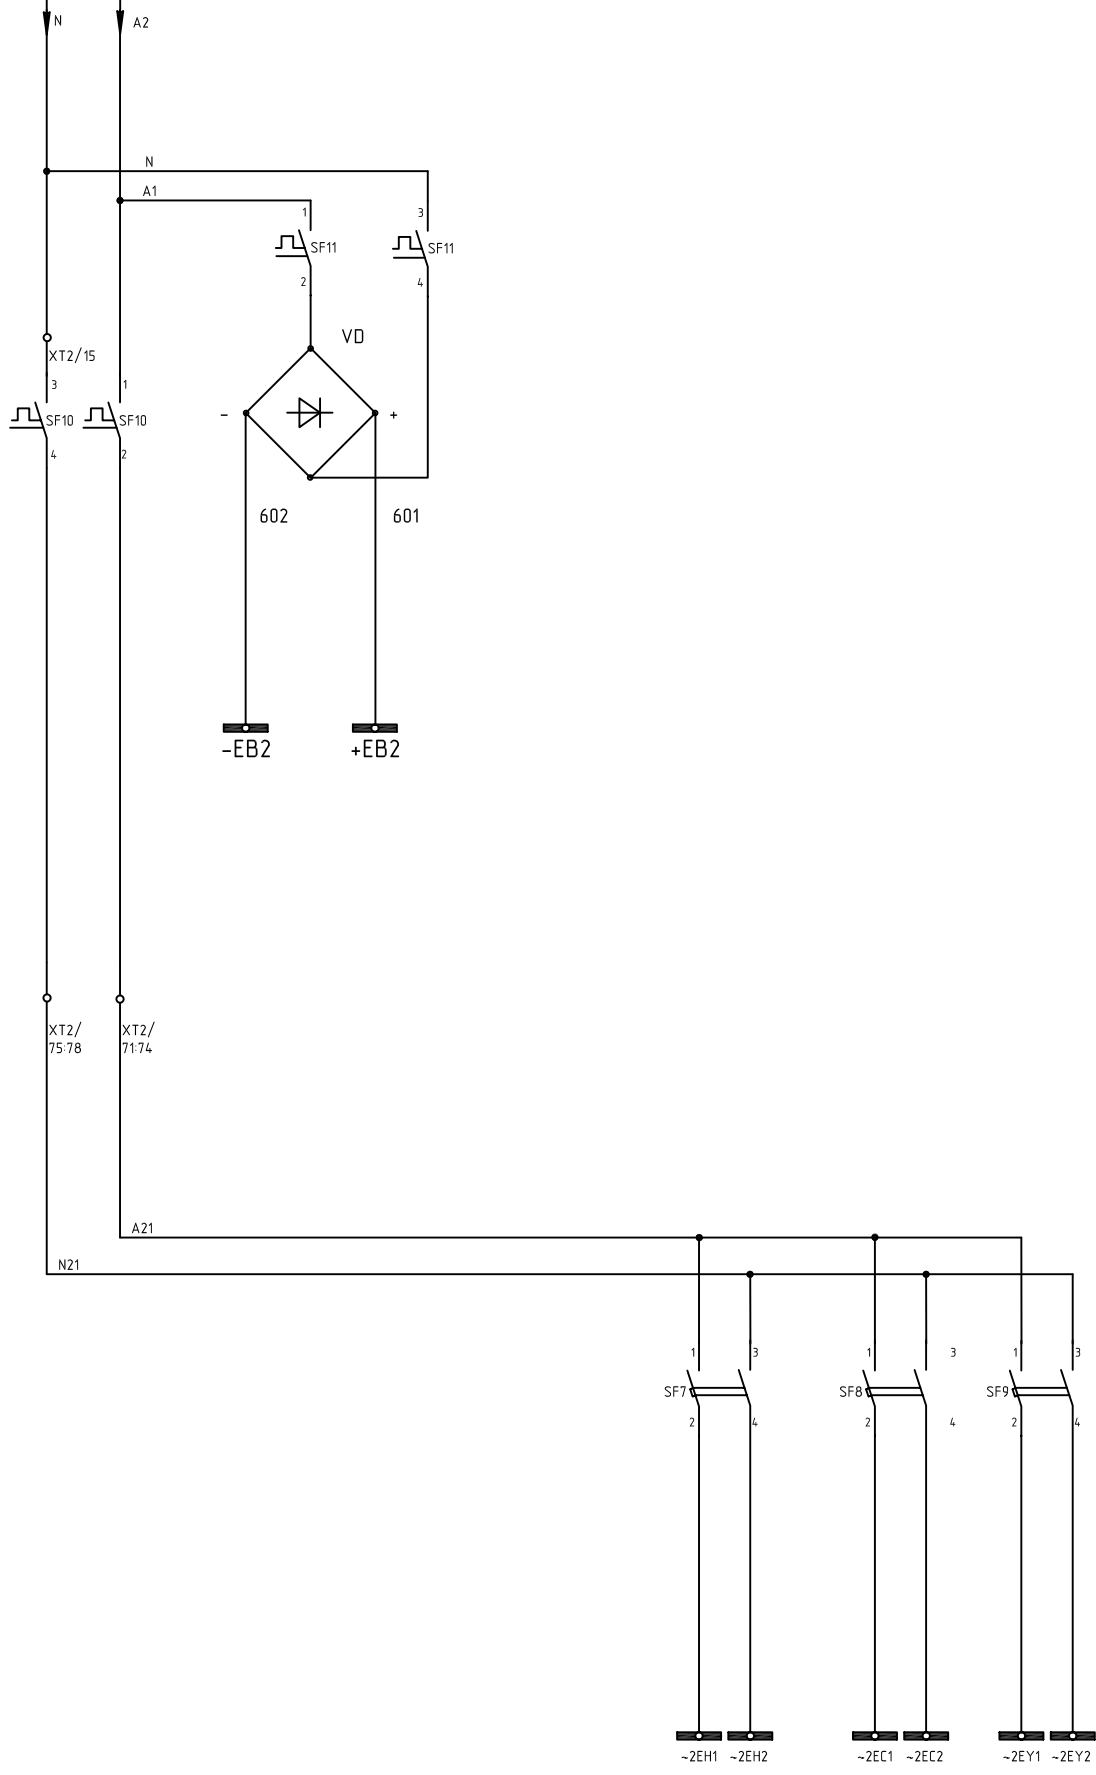 N
A2
N
A1
1
3
SF11
SF11
2
4
VD
XT2/15
3
1
-
+
SF10
SF10
4
2
602
601
-EB2
+EB2
XT2/
75:78
XT2/
71:74
A21
N21
1
3
1
3
1
3
SF7
SF8
SF9
2
4
2
4
2
4
~2EH1
~2EH2
~2EC1
~2EC2
~2EY1
~2EY2